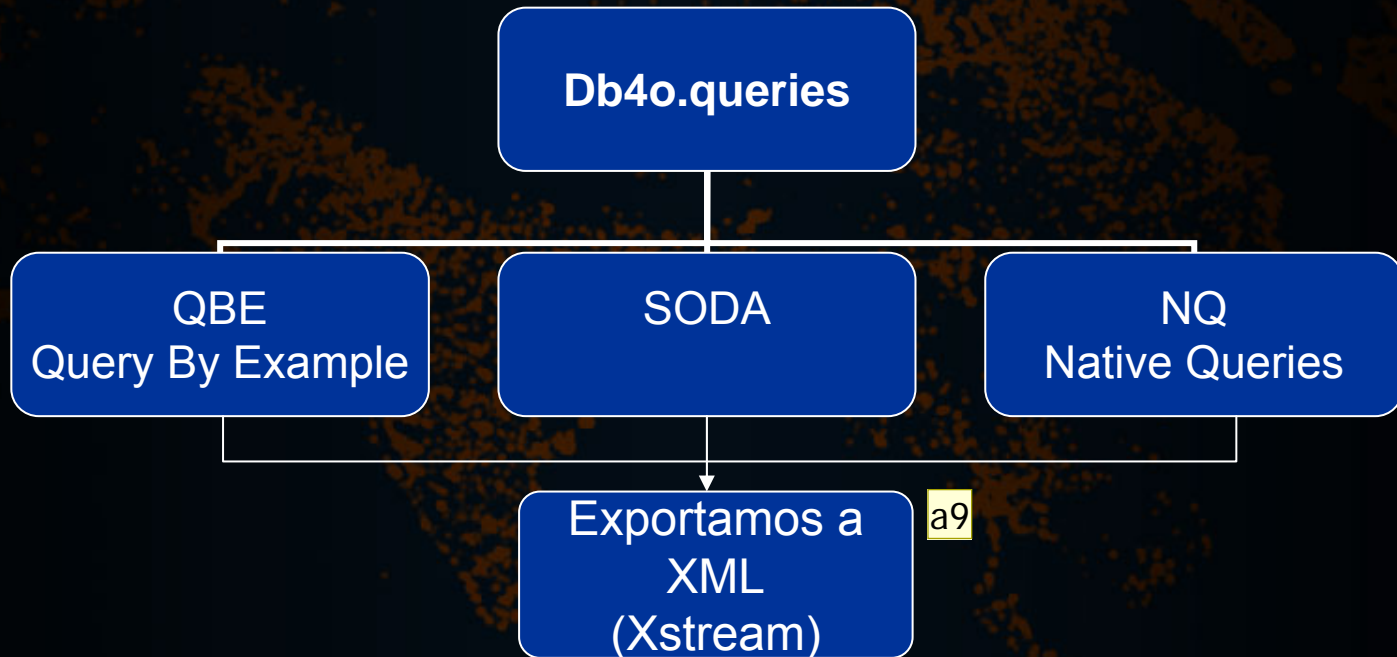 Db4o.queries
QBE
Query By Example
SODA
NQ
Native Queries
Exportamos a
XML
(Xstream)
a9